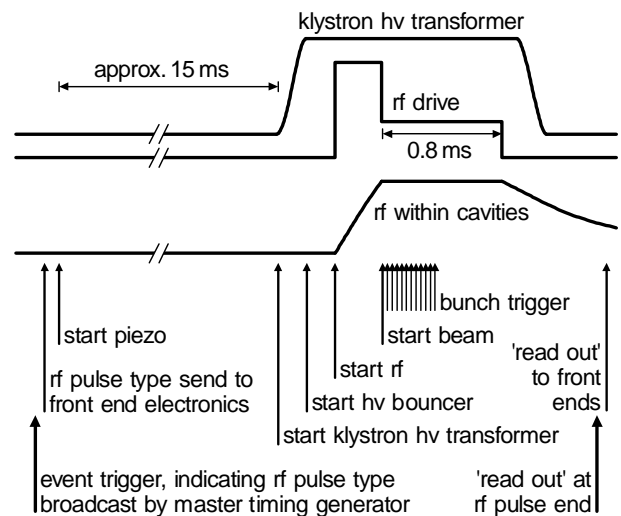 klystron hv transformer
approx. 15 ms
rf drive
0.8 ms
rf within cavities
bunch trigger
start piezo
start beam
'read out'
to front
ends
rf pulse type send to
front end electronics
start rf
start hv bouncer
start klystron hv transformer
event trigger, indicating rf pulse type
broadcast by master timing generator
'read out' at
rf pulse end